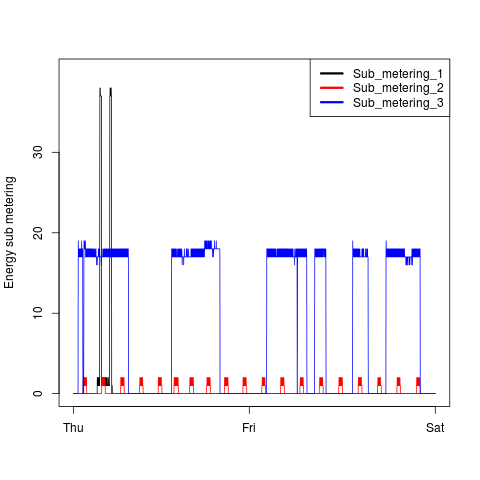 Sub_metering_1
Sub_metering_2
Sub_metering_3
Energy sub metering
30
20
10
0
Thu Fri Sat